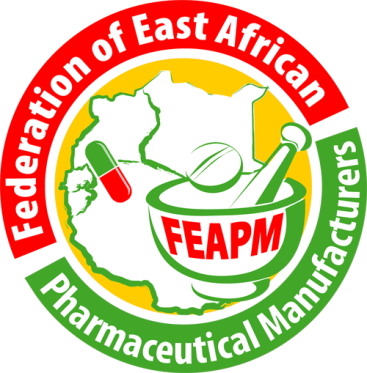 Federation of East African
FEAPM
Pharmaceutical Manufacturers